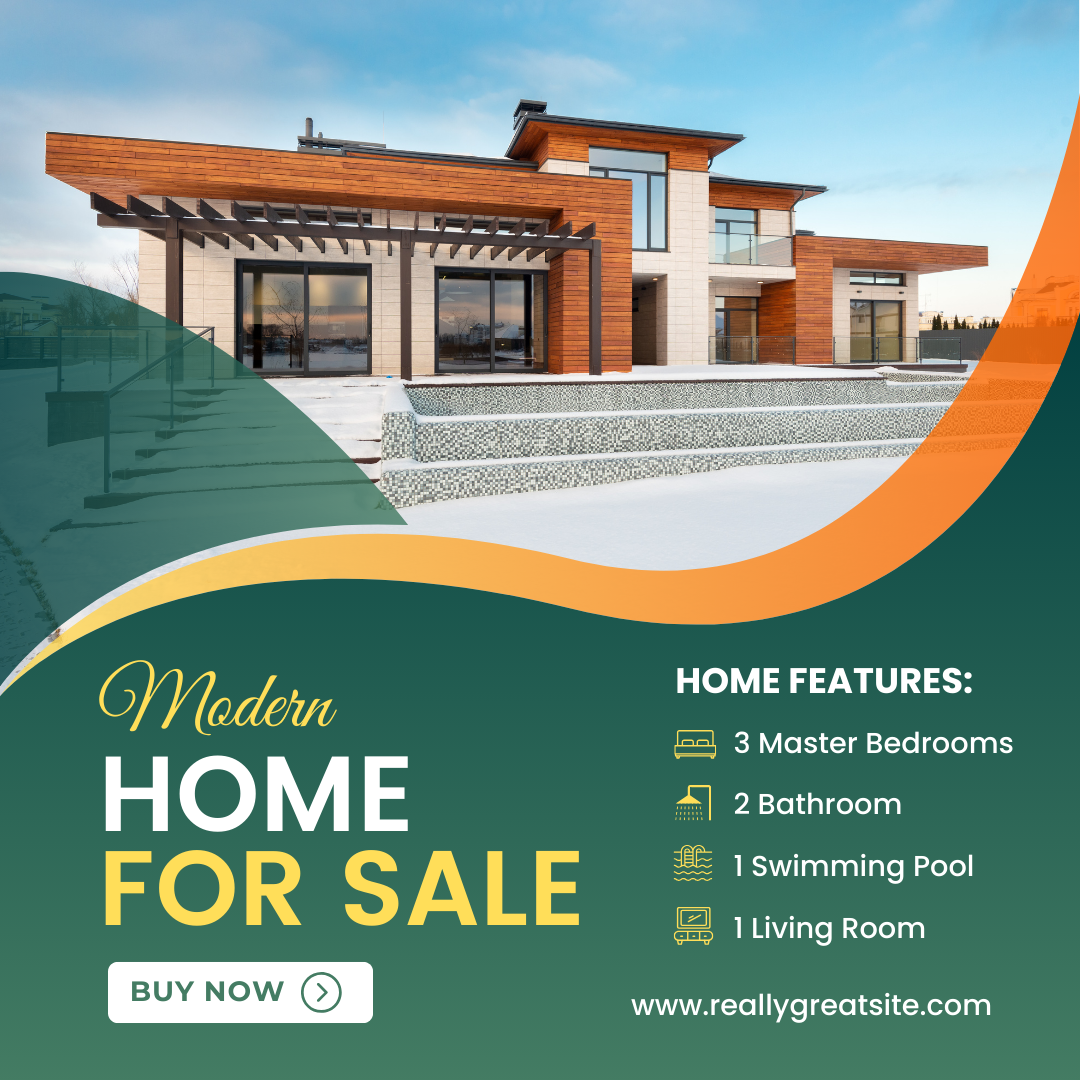 Modern
HOME
FOR SALE
BUY NOW
HOME FEATURES:
3 Master Bedrooms
2 Bathroom
1 Swimming Pool
1 Living Room
www.reallygreatsite.com